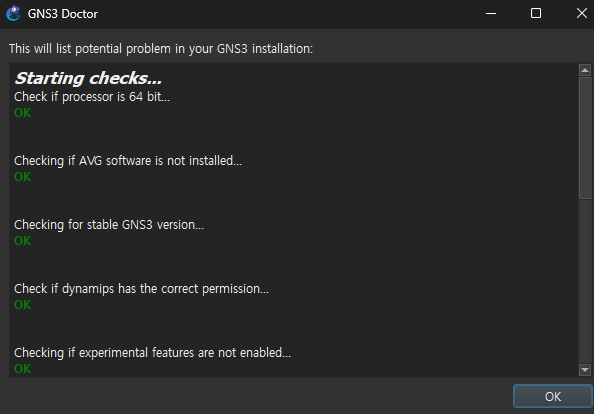 GNS3 Doctor
This will list potential problem in your GNS3 installation:
Starting checks...
Check if processor is 64 bit...
OK
Checking if AVG software is not installed...
OK
Checking for stable GNS3 version...
OK
Check if dynamips has the correct permission...
OK
Checking if experimental features are not enabled...
OK
OK